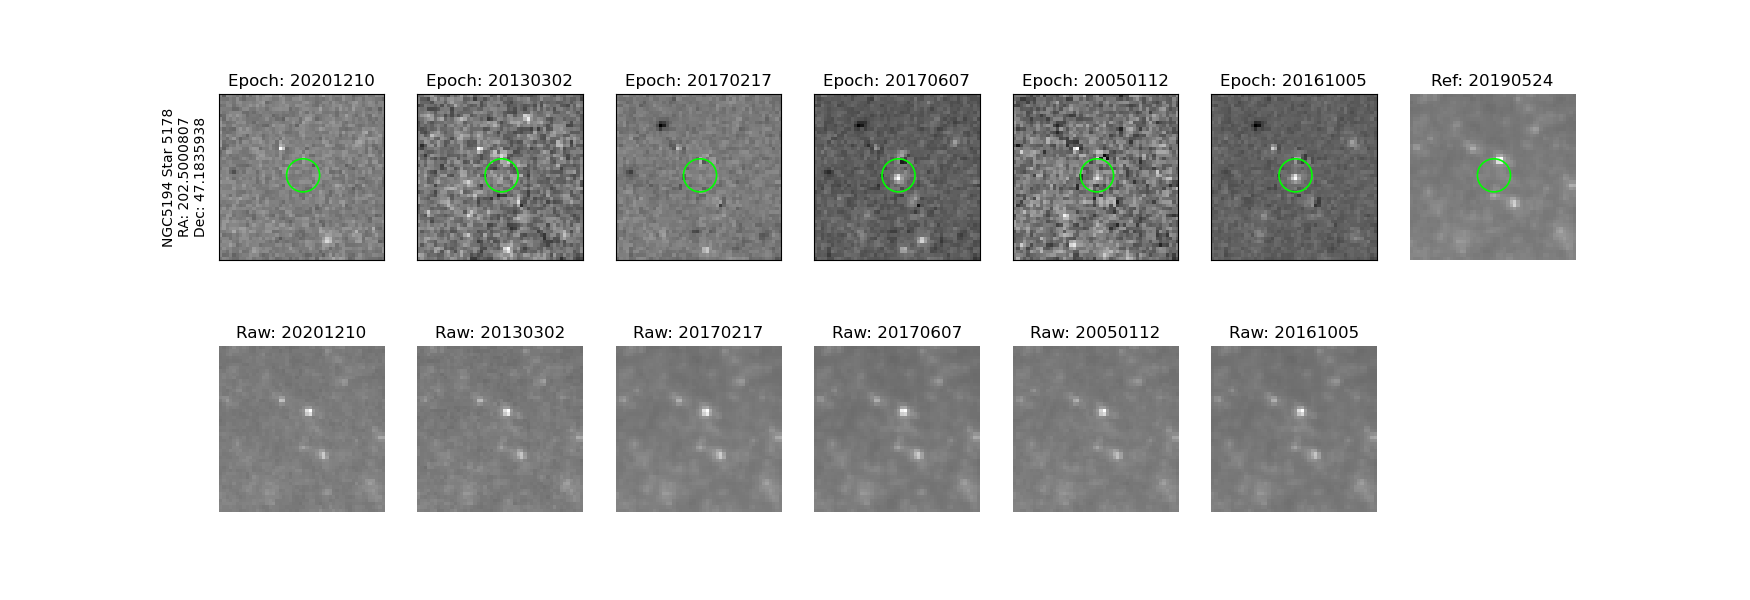 Epoch: 20201210
Epoch: 20130302
Epoch: 20170217
Epoch: 20170607
Epoch: 20050112
Epoch: 20161005
Ref: 20190524
NGC5194 Star 5178
RA: 202.5000807
Dec: 47.1835938
Raw: 20201210
Raw: 20130302
Raw: 20170217
Raw: 20170607
Raw: 20050112
Raw: 20161005